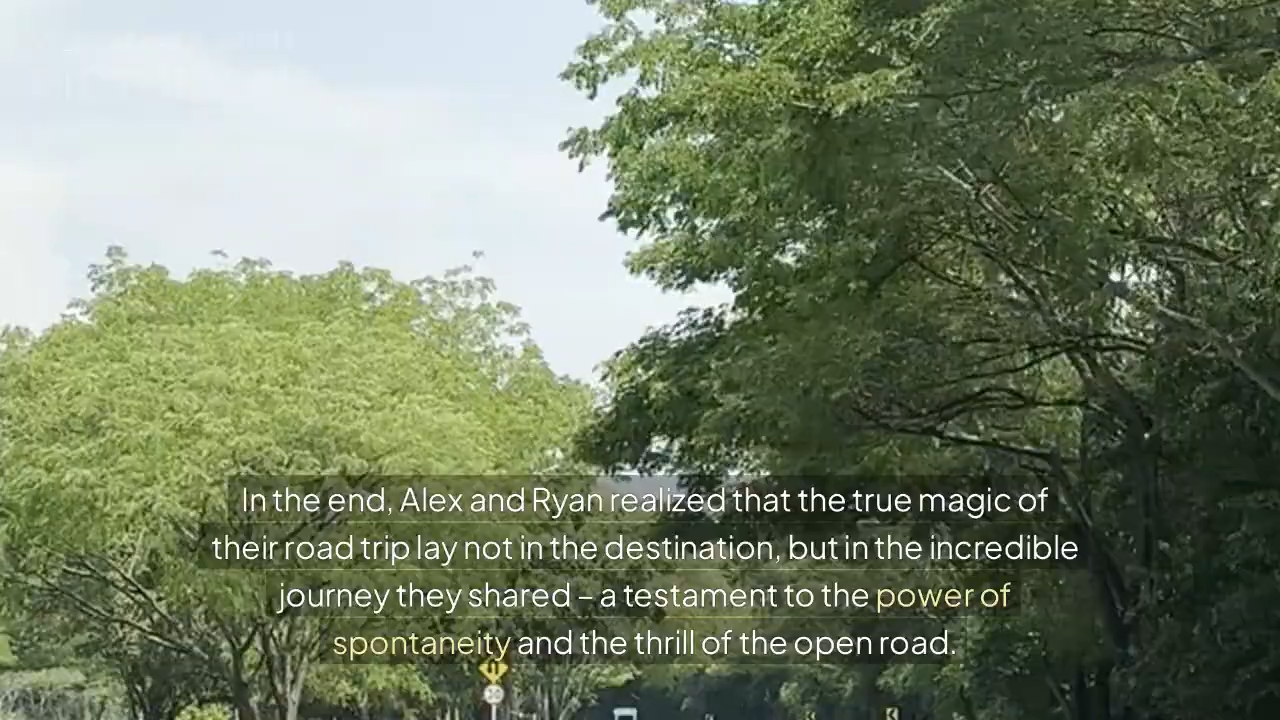 In the end, Alex and Ryan realized that the true magic of
their road trip lay not in the destination, but in the incredible
journey they shared – a testament to the power of
spontaneity and the thrill of the open road.